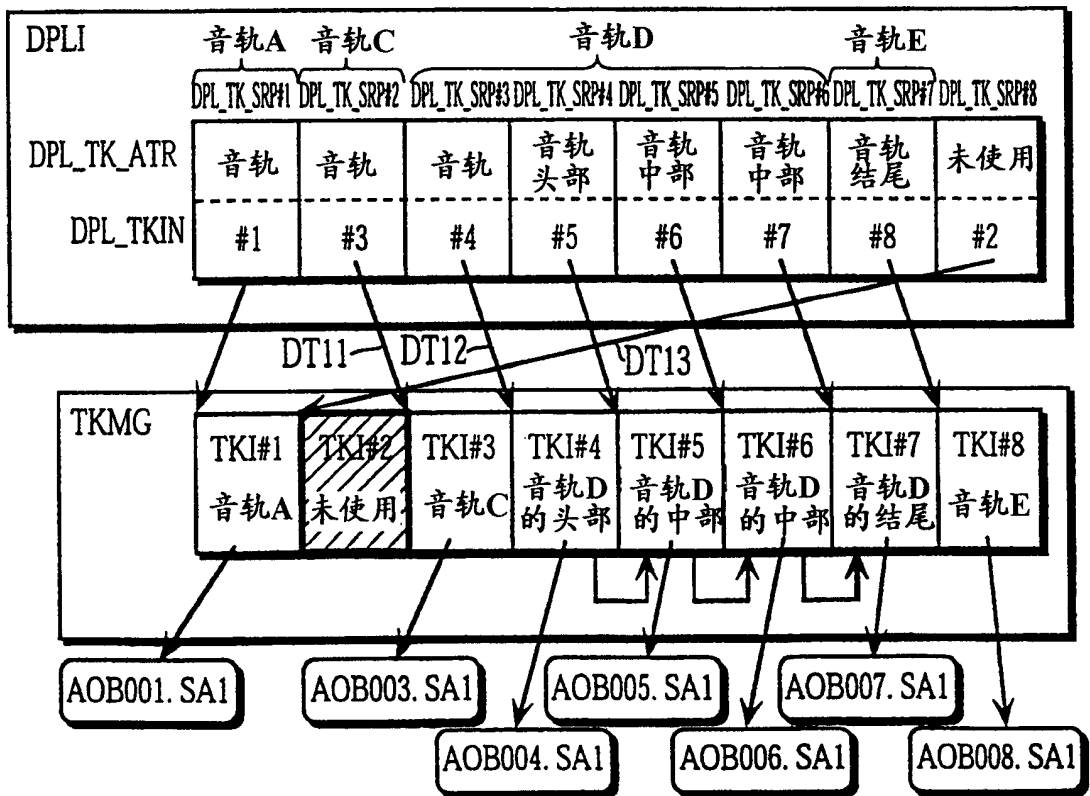 DPLI
音轨A 音轨C 音轨D 音轨E
DPL_TK_SRP#1 DPL_TK_SRP#2 DPL_TK_SRP#3 DPL_TK_SRP#4 DPL_TK_SRP#5 DPL_TK_SRP#6 DPL_TK_SRP#7 DPL_TK_SRP#8
DPL_TK_ATR
音轨
音轨
音轨
音轨
头部
音轨
中部
音轨
中部
音轨
结尾
未使用
DPL_TKIN #1 #3 #4 #5 #6 #7 #8 #2
DT11 DT12 DT13
TKMG
TKI#1
音轨A
TKI#2
未使用
TKI#3
音轨C
TKI#4
音轨D
的头部
TKI#5
音轨D
的中部
TKI#6
音轨D
的中部
TKI#7
音轨D
的结尾
TKI#8
音轨E
AOB001. SA1 AOB003. SA1 AOB005. SA1 AOB007. SA1
AOB004. SA1 AOB006. SA1 AOB008. SA1